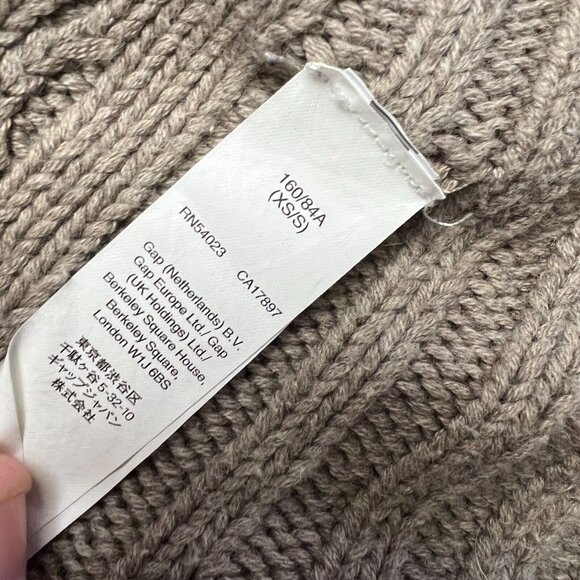 160/84A
(XS/S)
RN54023 CA17897
Gap (Netherlands) B.V.
Gap Europe Ltd./ Gap
(UK Holdings) Ltd.,
Berkeley Square House,
Berkeley Square,
London W1J 6BS
東京都渋谷区
千駄ヶ谷5-32-10
ギャップジャパン
株式会社